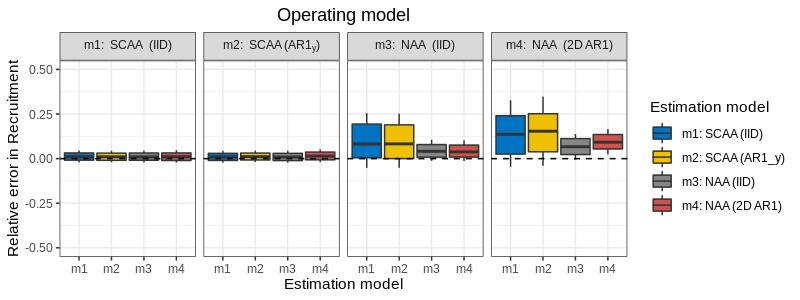 Operating model
m1: SCAA (IID)
m2: SCAA (AR1y)
m3: NAA (IID)
m4: NAA (2D AR1)
Relative error in Recruitment
0.50
0.25
0.00
-0.25
-0.50
m1 m2 m3 m4
m1 m2 m3 m4
m1 m2 m3 m4
m1 m2 m3 m4
Estimation model
Estimation model
m1: SCAA (IID)
m2: SCAA (AR1_y)
m3: NAA (IID)
m4: NAA (2D AR1)